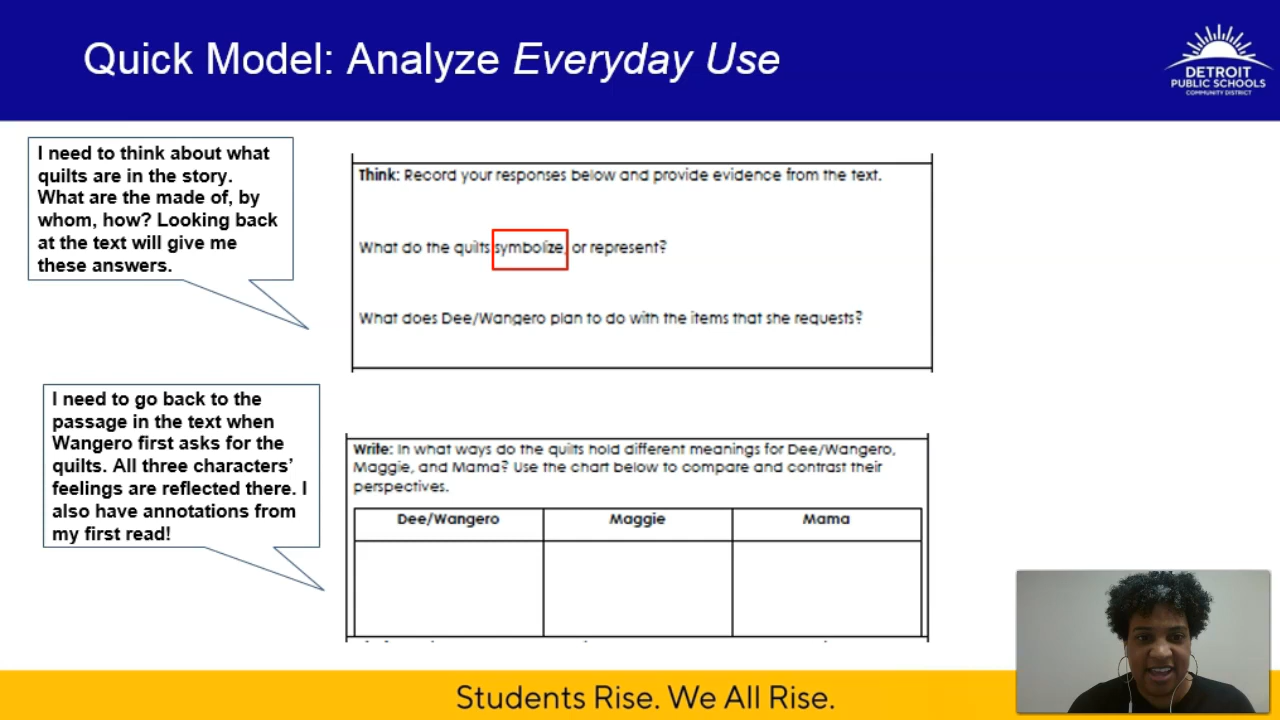 Quick Model: Analyze Everyday Use
DETROIT
PUBLIC SCHOOLS
COMMUNITY DISTRICT
I need to think about what
quilts are in the story.
What are the made of, by
whom, how? Looking back
at the text will give me
these answers.
Think: Record your responses below and provide evidence from the text.
What do the quilts symbolize, or represent?
What does Dee/Wangero plan to do with the items that she requests?
I need to go back to the
passage in the text when
Wangero first asks for the
quilts. All three characters’
feelings are reflected there. I
also have annotations from
my first read!
Write: In what ways do the quilts hold different meanings for Dee/Wangero,
Maggie, and Mama? Use the chart below to compare and contrast their
perspectives.
Dee/Wangero Maggie Mama
Students Rise. We All Rise.